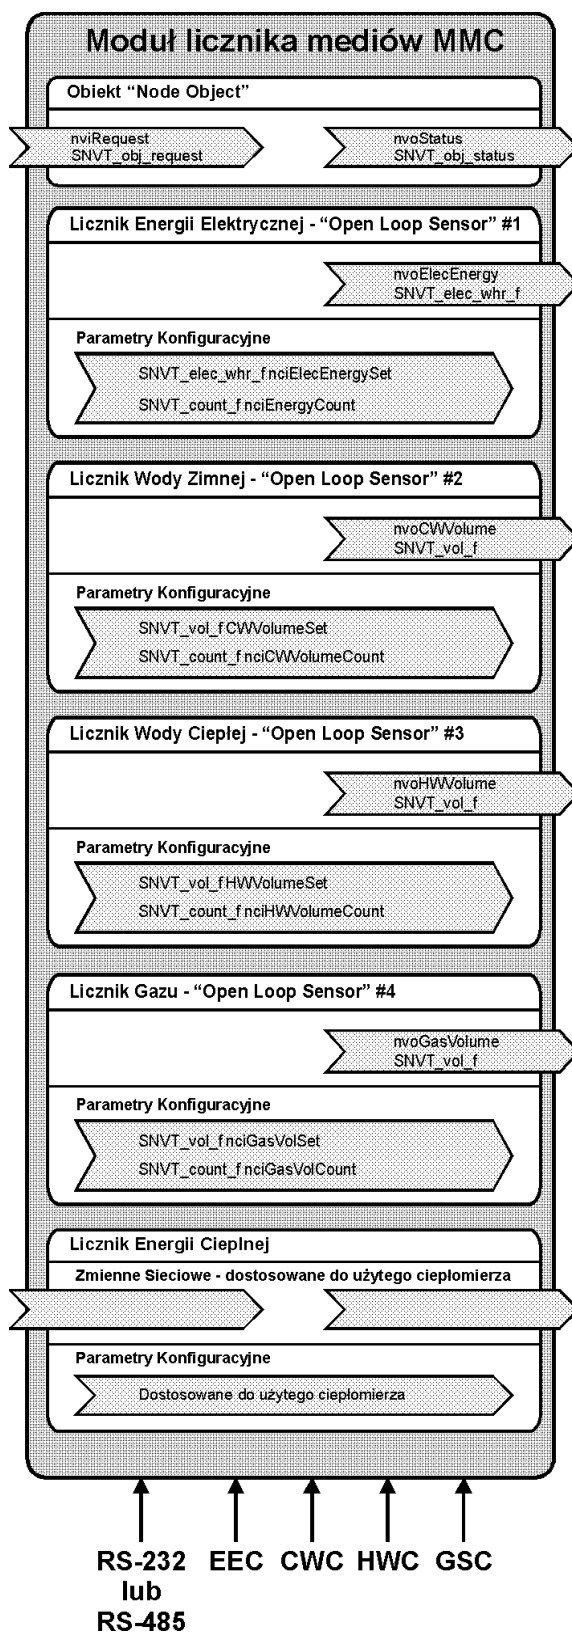 Moduł licznika mediów MMC
Obiekt “Node Object”
nviRequest
SNVT_obj_request
nvoStatus
SNVT_obj_status
Licznik Energii Elektrycznej - “Open Loop Sensor” #1
nvoElecEnergy
SNVT_elec_whr_f
Parametry Konfiguracyjne
SNVT_elec_whr_f nciElecEnergySet
SNVT_count_f nciEnergyCount
Licznik Wody Zimnej - “Open Loop Sensor” #2
nvoCWVolume
SNVT_vol_f
Parametry Konfiguracyjne
SNVT_vol_f CWVolumeSet
SNVT_count_f nciCWVolumeCount
Licznik Wody Ciepłej - “Open Loop Sensor” #3
nvoHWVolume
SNVT_vol_f
Parametry Konfiguracyjne
SNVT_vol_f HWVolumeSet
SNVT_count_f nciHWVolumeCount
Licznik Gazu - “Open Loop Sensor” #4
nvoGasVolume
SNVT_vol_f
Parametry Konfiguracyjne
SNVT_vol_f nciGasVolSet
SNVT_count_f nciGasVolCount
Licznik Energii Cieplnej
Zmienne Sieciowe - dostosowane do użytego ciepłomierza
Parametry Konfiguracyjne
Dostosowane do użytego ciepłomierza
RS-232 EEC CWC HWC GSC
lub
RS-485